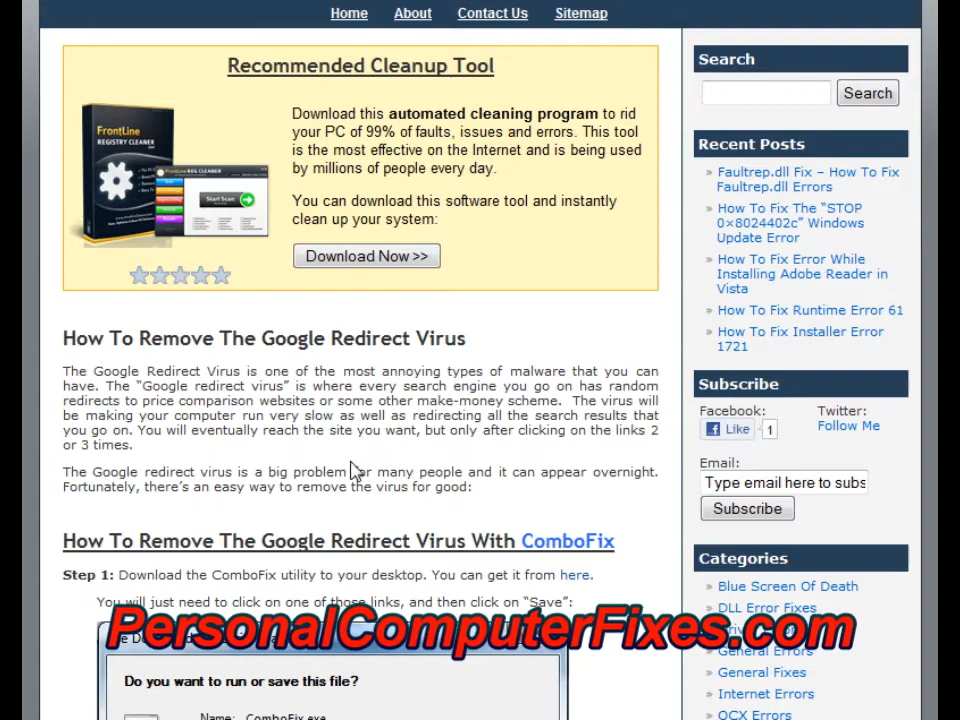 Home About Contact Us Sitemap
Recommended Cleanup Tool
FrontLine
REGISTRY CLEANER
Start Scan
Download this automated cleaning program to rid
your PC of 99% of faults, issues and errors. This tool
is the most effective on the Internet and is being used
by millions of people every day.
You can download this software tool and instantly
clean up your system:
Download Now >>
How To Remove The Google Redirect Virus
The Google Redirect Virus is one of the most annoying types of malware that you can
have. The “Google redirect virus” is where every search engine you go on has random
redirects to price comparison websites or some other make-money scheme. The virus will
be making your computer run very slow as well as redirecting all the search results that
you go on. You will eventually reach the site you want, but only after clicking on the links 2
or 3 times.
The Google redirect virus is a big problem for many people and it can appear overnight.
Fortunately, there’s an easy way to remove the virus for good:
How To Remove The Google Redirect Virus With ComboFix
Step 1: Download the ComboFix utility to your desktop. You can get it from here.
You will just need to click on one of those links, and then click on “Save”:
PersonalComputerFixes.com
Do you want to run or save this file?
Name: ComboFix.exe
Search
Search
Recent Posts
» Faultrep.dll Fix – How To Fix
Faultrep.dll Errors
» How To Fix The “STOP
0×8024402c” Windows
Update Error
» How To Fix Error While
Installing Adobe Reader in
Vista
» How To Fix Runtime Error 61
» How To Fix Installer Error
1721
Subscribe
Facebook: Twitter:
Like 1 Follow Me
Email:
Type email here to subs
Subscribe
Categories
» Blue Screen Of Death
» DLL Error Fixes
» General Errors
» General Fixes
» Internet Errors
» OCX Errors